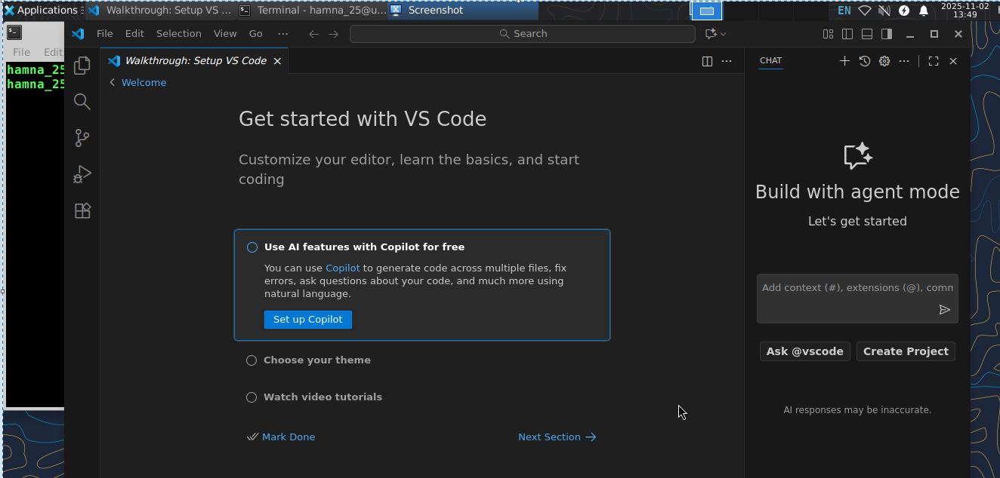 Applications
Walkthrough: Setup VS ...
Terminal - hamna_25@u...
Screenshot
EN
2025-11-02
13:49
File Edit
hamna_25
hamna_25
File Edit Selection View Go ...
Search
Walkthrough: Setup VS Code
Welcome
Get started with VS Code
Customize your editor, learn the basics, and start
coding
Use AI features with Copilot for free
You can use Copilot to generate code across multiple files, fix
errors, ask questions about your code, and much more using
natural language.
Set up Copilot
Choose your theme
Watch video tutorials
Mark Done
Next Section
CHAT
Build with agent mode
Let's get started
Add context (#), extensions (@), comm
Ask @vscode
Create Project
AI responses may be inaccurate.